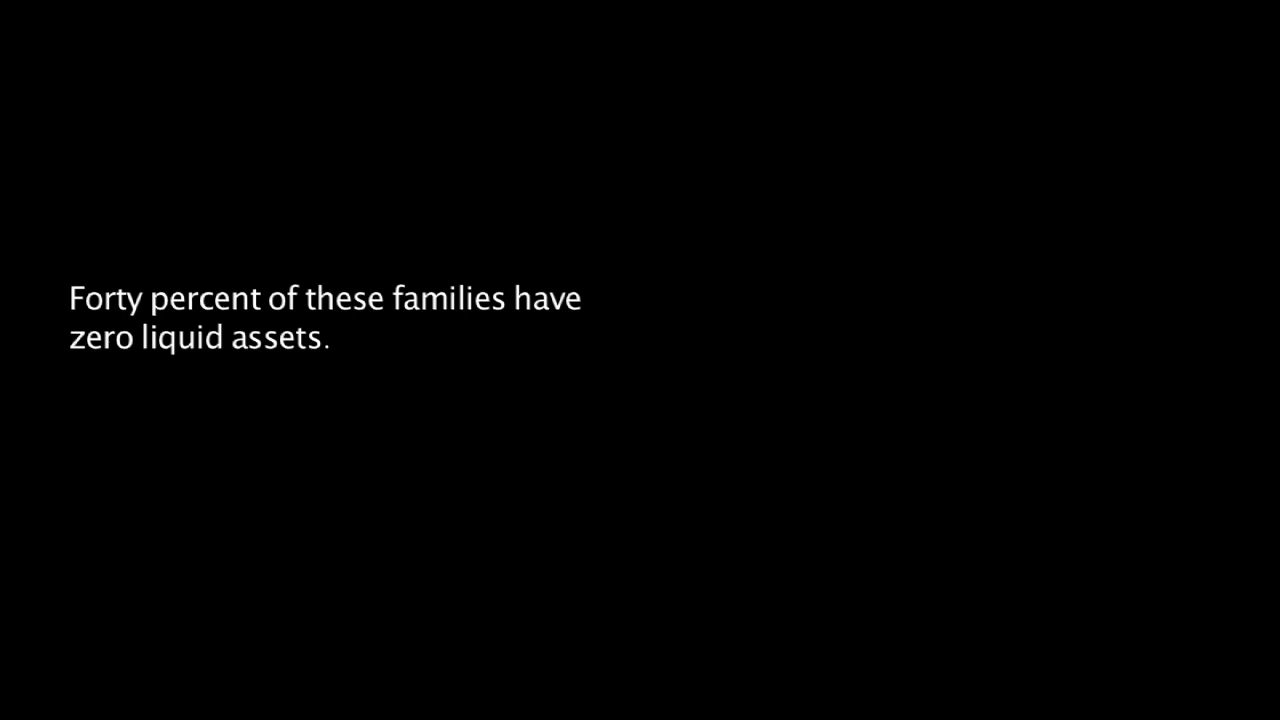 Forty percent of these families have
zero liquid assets.